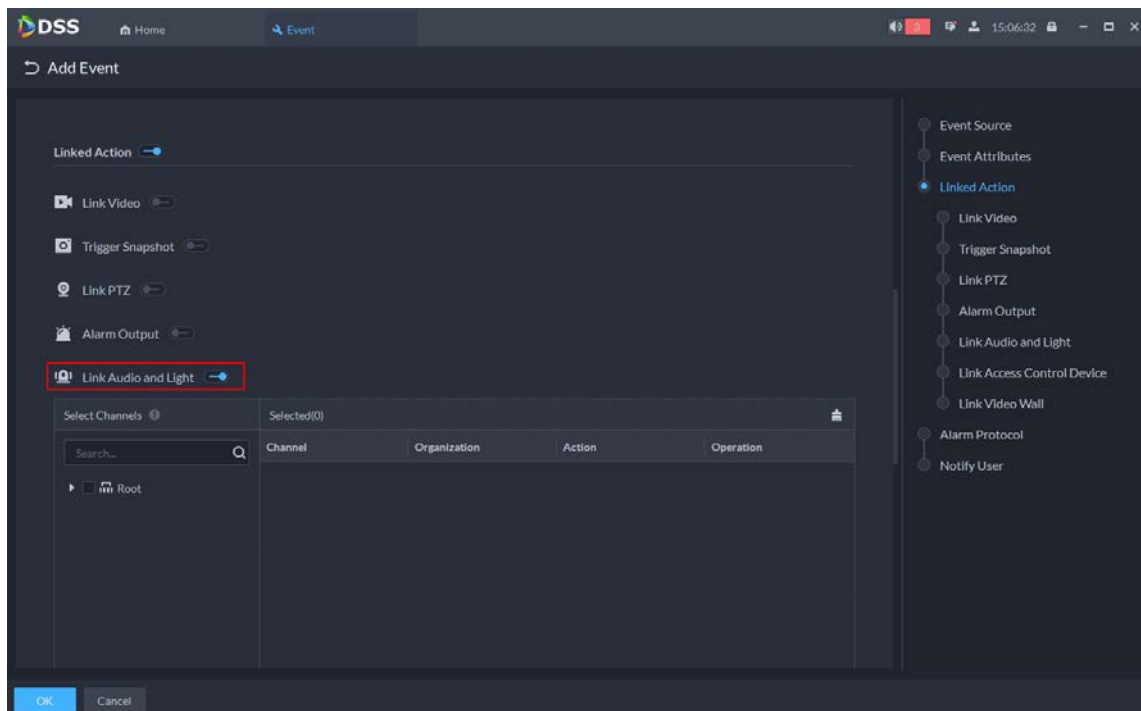 DSS Home Event 3 15:06:32
Add Event
Linked Action
Link Video
Trigger Snapshot
Link PTZ
Alarm Output
Link Audio and Light
Select Channels Selected(0)
Search... Channel Organization Action Operation
Root
Event Source
Event Attributes
Linked Action
Link Video
Trigger Snapshot
Link PTZ
Alarm Output
Link Audio and Light
Link Access Control Device
Link Video Wall
Alarm Protocol
Notify User
OK Cancel